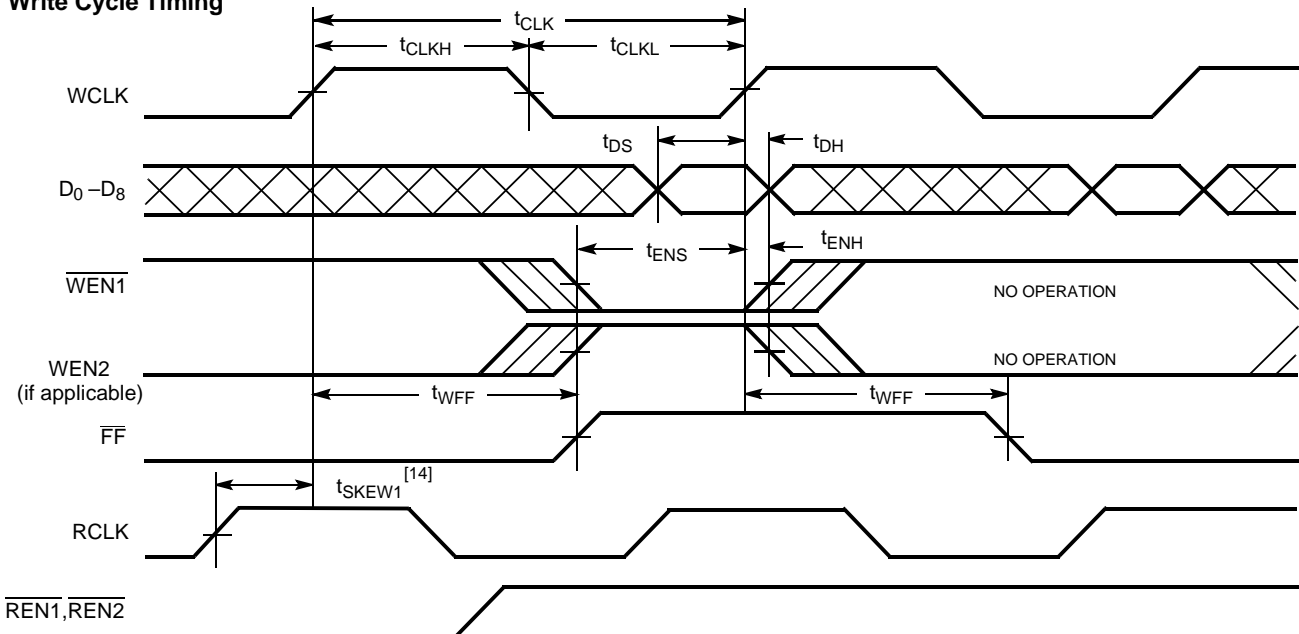 Write Cycle Timing
tCLK
tCLKH
tCLKL
WCLK
tDS
tDH
D0 –D8
tENS
tENH
WEN1
NO OPERATION
WEN2
(if applicable)
NO OPERATION
tWFF
tWFF
FF
tSKEW1 [14]
RCLK
REN1,REN2